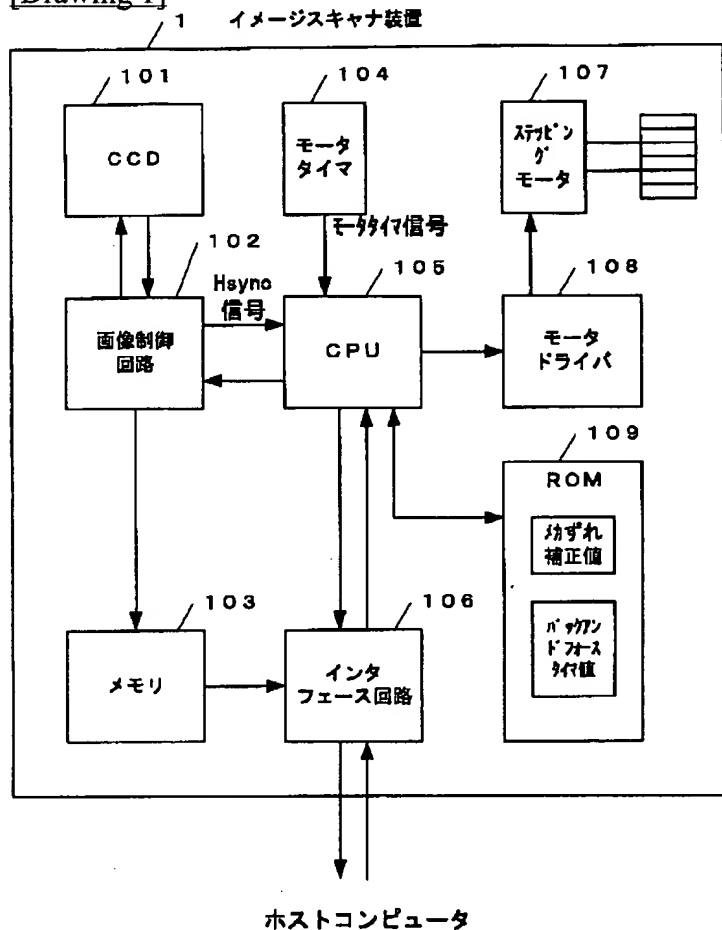 [Drawing 1]
1 イメージスキャナ装置
101
CCD
104
モータ
タイマ
107
ステッピン
グ
モータ
モータタイマ信号
102
画像制御
回路
Hsync
信号
105
CPU
108
モータ
ドライバ
109
ROM
メカずれ
補正値
バックアン
ドフォース
タイマ値
103
メモリ
106
インタ
フェース回路
ホストコンピュータ